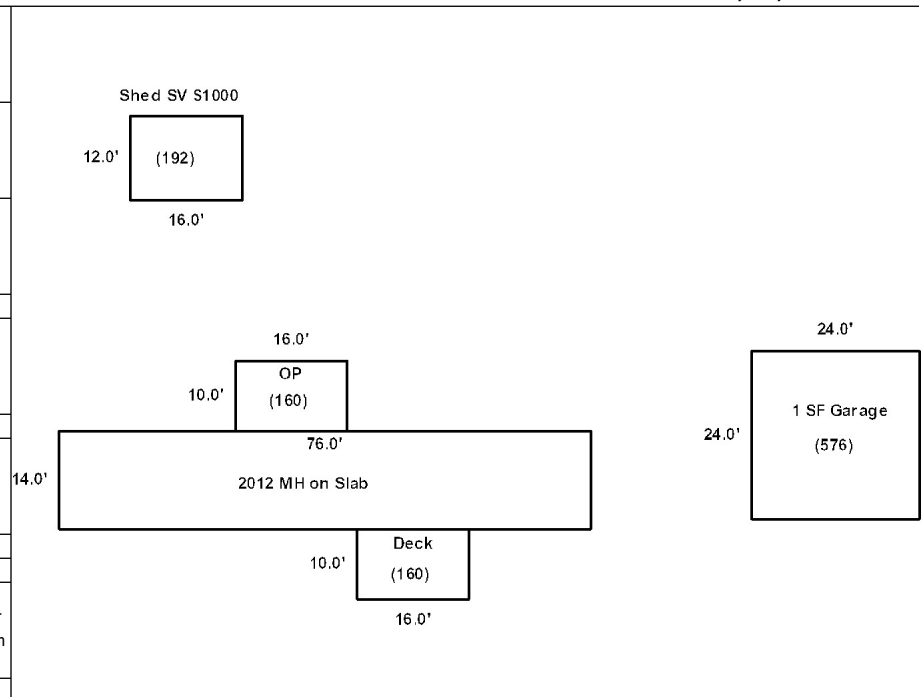 Shed SV S1000
12.0'
(192)
16.0'
16.0'
OP
10.0'
(160)
24.0'
1 SF Garage
24.0'
(576)
76.0'
14.0'
2012 MH on Slab
Deck
10.0'
(160)
16.0'